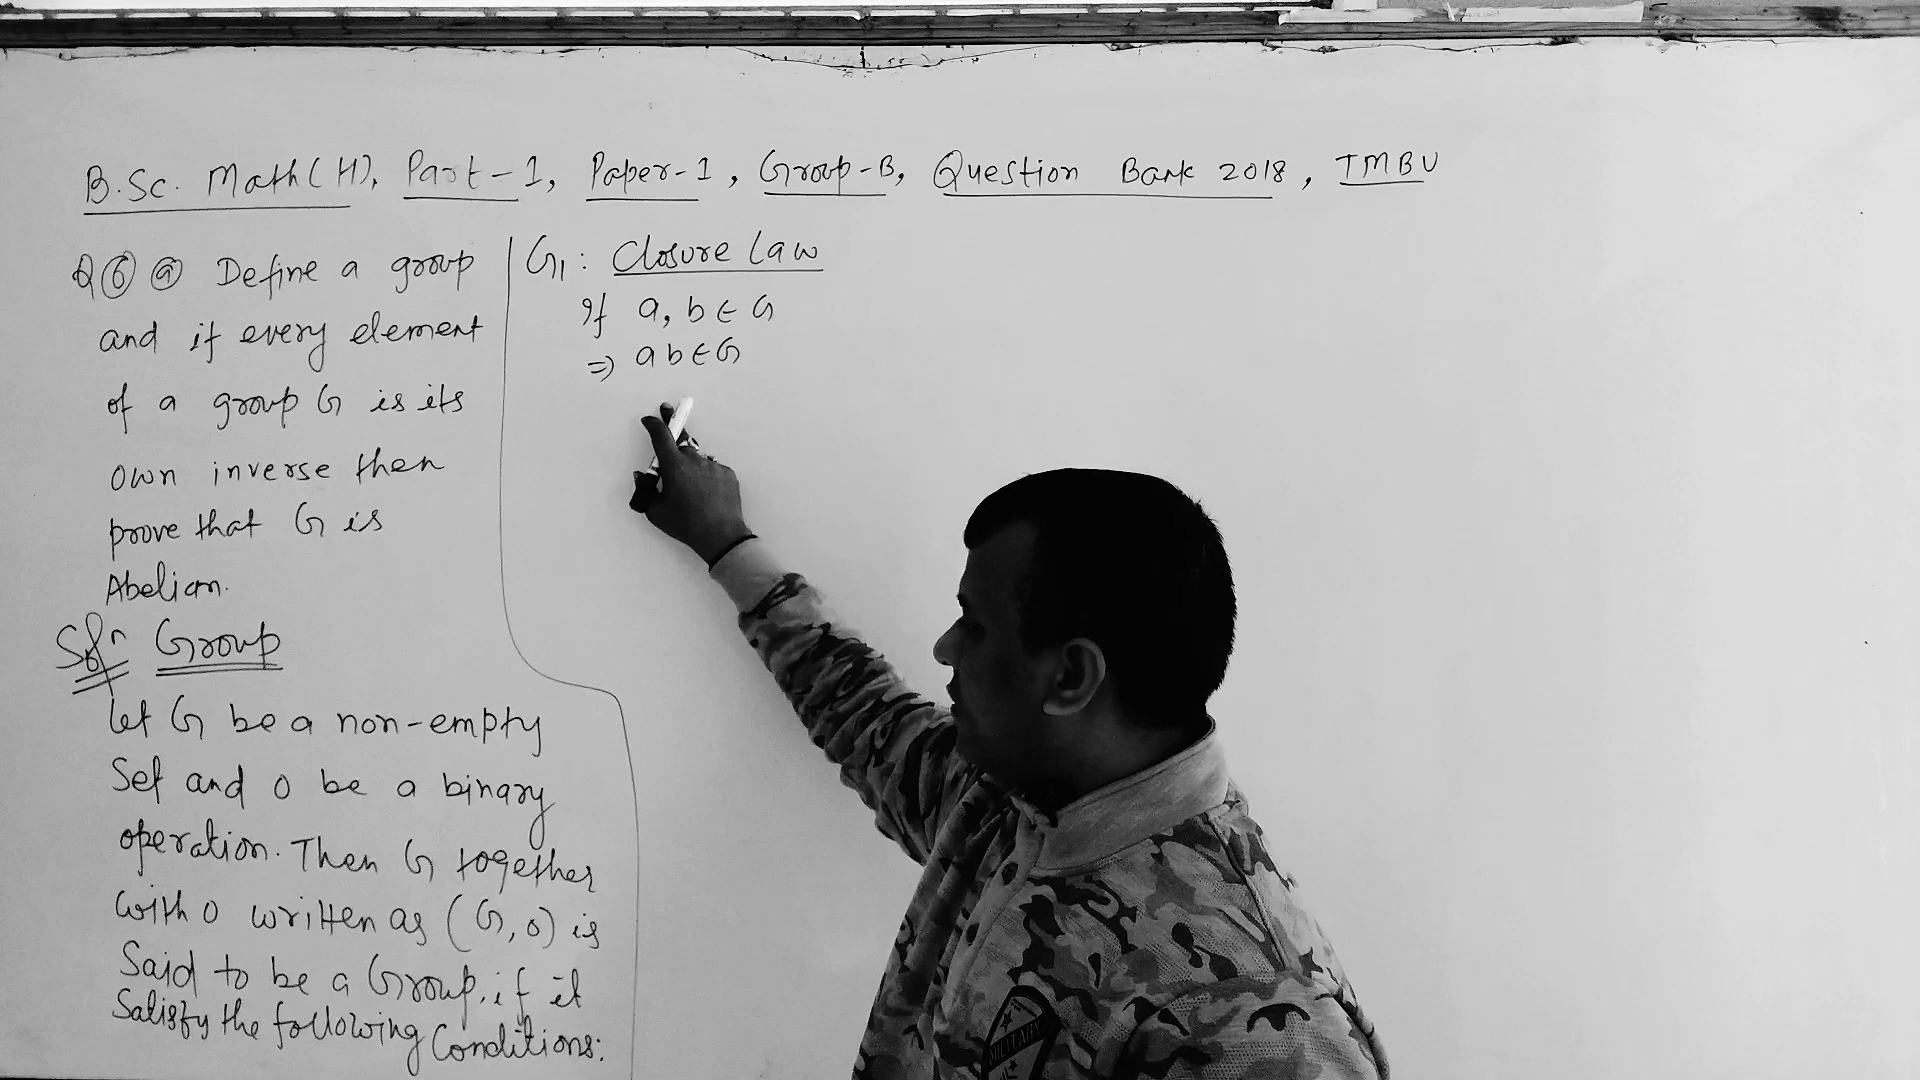 B.Sc. Math(H), Part-1, Paper-1, Group-B, Question Bank 2018, TMBU
Q⑥ⓐ Define a group
and if every element
of a group G is its
own inverse then
prove that G is
Abelian.
Solⁿ Group
Let G be a non-empty
Set and o be a binary
operation. Then G together
with o written as (G,o) is
Said to be a Group, if it
Satisfy the following Conditions:
G₁: Closure Law
If a, b ∈ G
⇒ ab ∈ G
MILITARY